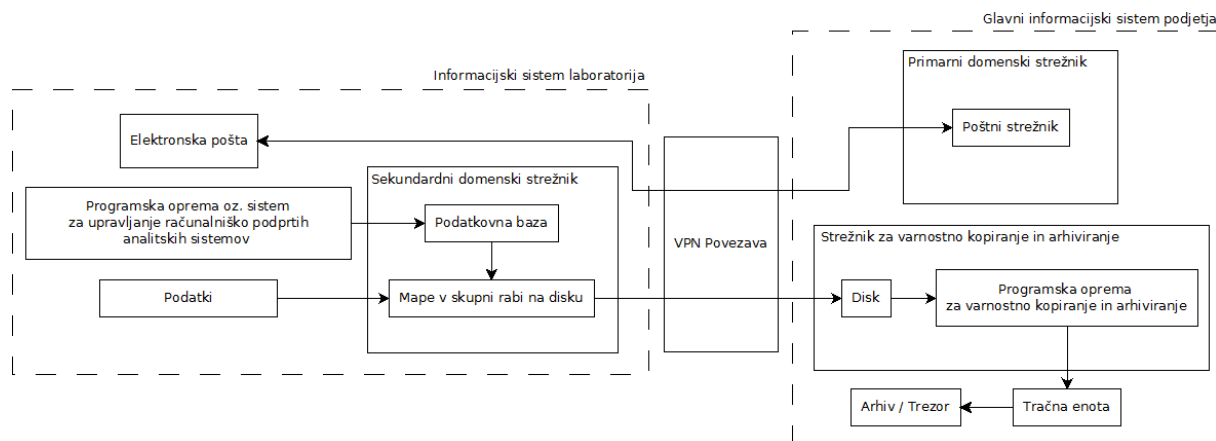 Glavni informacijski sistem podjetja
Informacijski sistem laboratorija
Primarni domenski strežnik
Poštni strežnik
Elektronska pošta
Sekundardni domenski strežnik
Programska oprema oz. sistem
za upravljanje računalniško podprtih
analitskih sistemov
Podatkovna baza
VPN Povezava
Strežnik za varnostno kopiranje in arhiviranje
Podatki
Mape v skupni rabi na disku
Disk
Programska oprema
za varnostno kopiranje in arhiviranje
Arhiv / Trezor
Tračna enota